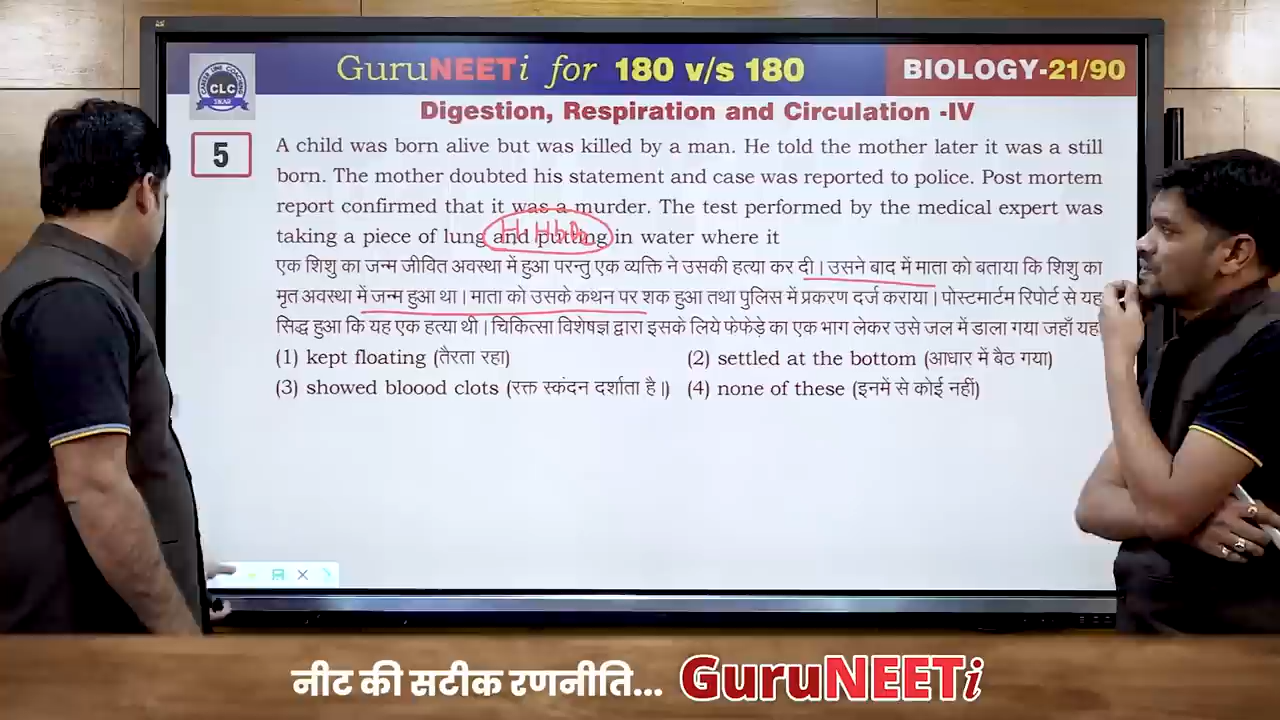 GuruNEETi for 180 v/s 180
BIOLOGY-21/90
CAREER LINE COACHING
CLC
SIKAR
Digestion, Respiration and Circulation -IV
5
A child was born alive but was killed by a man. He told the mother later it was a still
born. The mother doubted his statement and case was reported to police. Post mortem
report confirmed that it was a murder. The test performed by the medical expert was
taking a piece of lung and putting in water where it
एक शिशु का जन्म जीवित अवस्था में हुआ परन्तु एक व्यक्ति ने उसकी हत्या कर दी। उसने बाद में माता को बताया कि शिशु का
मृत अवस्था में जन्म हुआ था। माता को उसके कथन पर शक हुआ तथा पुलिस में प्रकरण दर्ज कराया। पोस्टमार्टम रिपोर्ट से यह
सिद्ध हुआ कि यह एक हत्या थी। चिकित्सा विशेषज्ञ द्वारा इसके लिये फेफेड़े का एक भाग लेकर उसे जल में डाला गया जहाँ यह
(1) kept floating (तैरता रहा)
(2) settled at the bottom (आधार में बैठ गया)
(3) showed bloood clots (रक्त स्कंदन दर्शाता है।)
(4) none of these (इनमें से कोई नहीं)
नीट की सटीक रणनीति... GuruNEETi